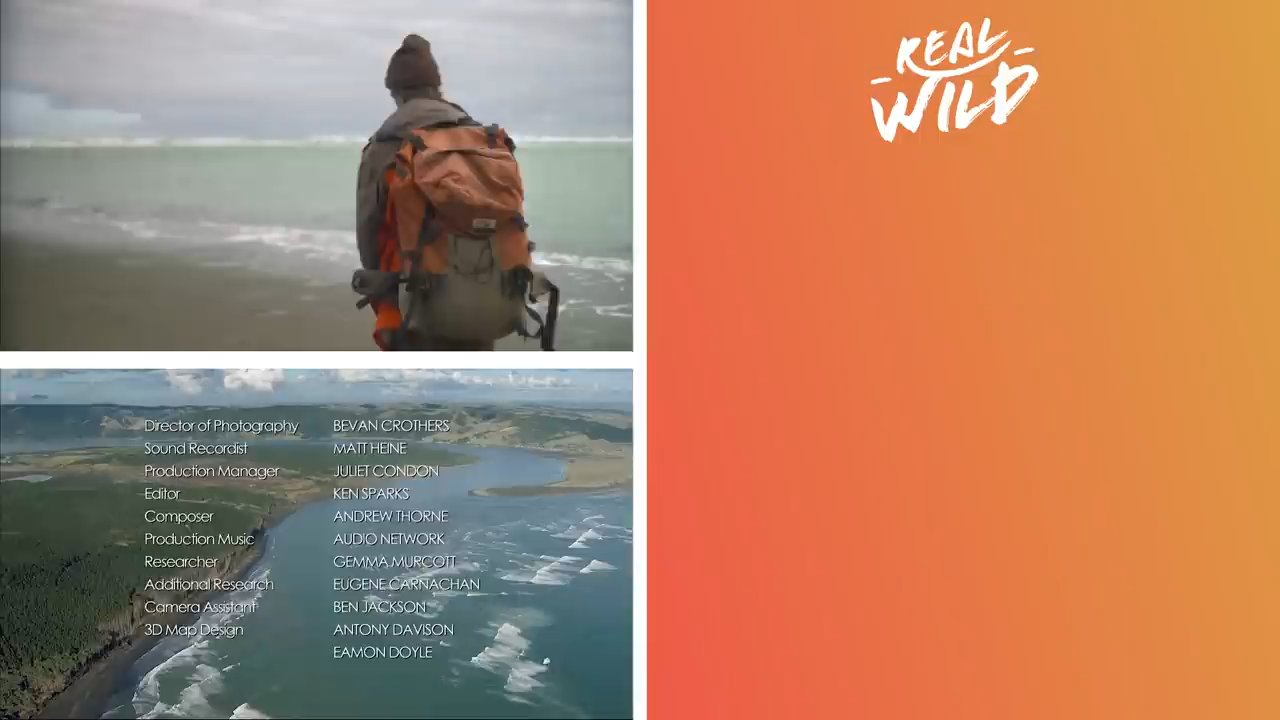 REAL
WILD
Director of Photography BEVAN CROTHERS
Sound Recordist MATT HEINE
Production Manager JULIET CONDON
Editor KEN SPARKS
Composer ANDREW THORNE
Production Music AUDIO NETWORK
Researcher GEMMA MURCOTT
Additional Research EUGENE CARNACHAN
Camera Assistant BEN JACKSON
3D Map Design ANTONY DAVISON
EAMON DOYLE